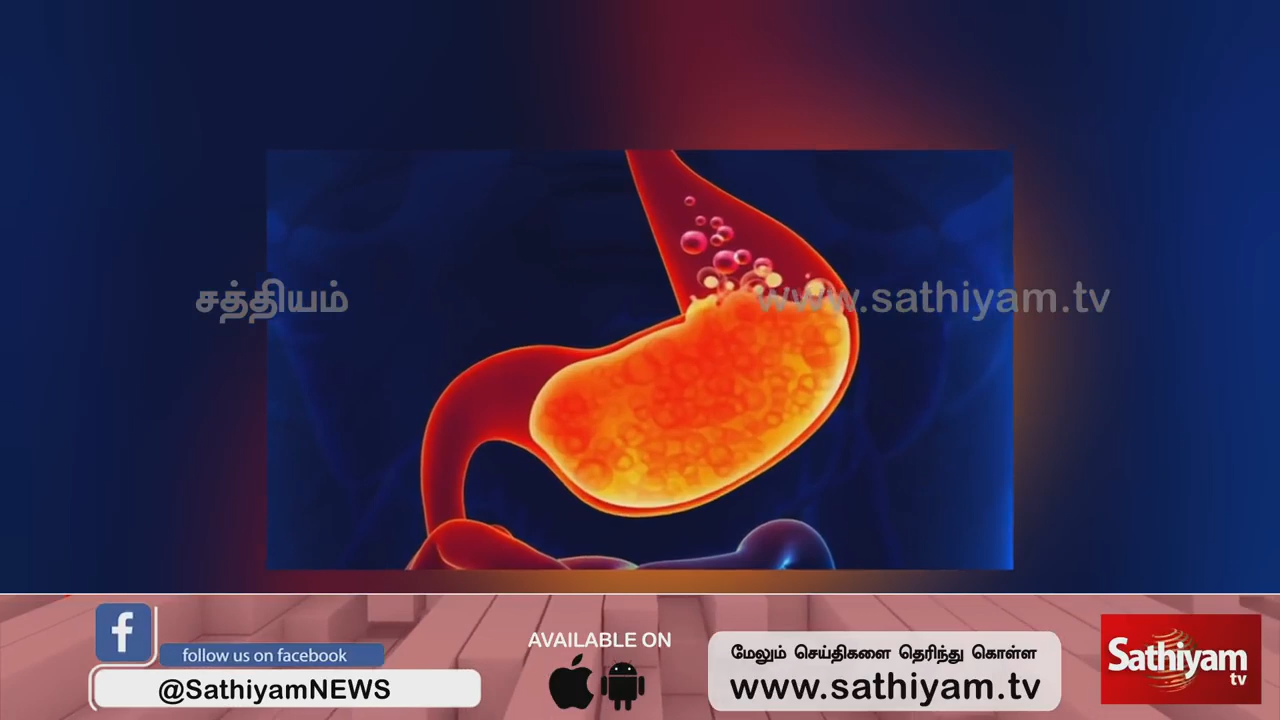 சத்தியம்
www.sathiyam.tv
follow us on facebook
@SathiyamNEWS
AVAILABLE ON
மேலும் செய்திகளை தெரிந்து கொள்ள
www.sathiyam.tv
Sathiyam
tv